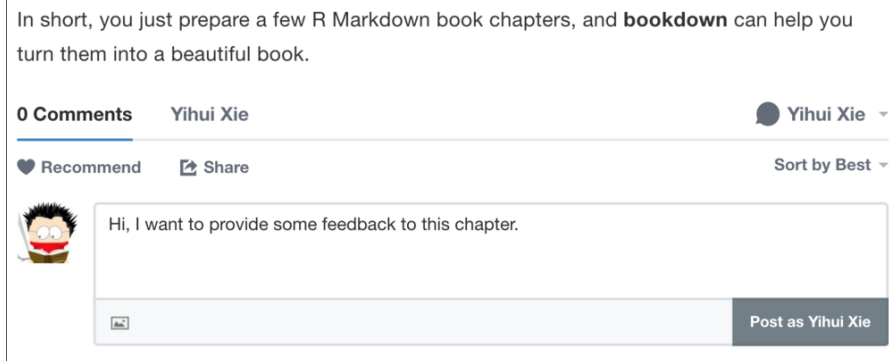 In short, you just prepare a few R Markdown book chapters, and bookdown can help you
turn them into a beautiful book.
0 Comments Yihui Xie Yihui Xie
Recommend Share Sort by Best
Hi, I want to provide some feedback to this chapter.
Post as Yihui Xie